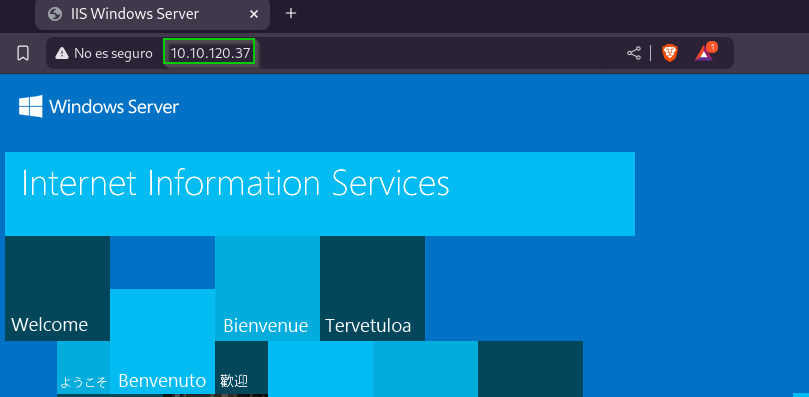 IIS Windows Server
No es seguro 10.10.120.37
1
Windows Server
Internet Information Services
Welcome
Bienvenue
Tervetuloa
ようこそ
Benvenuto
歡迎